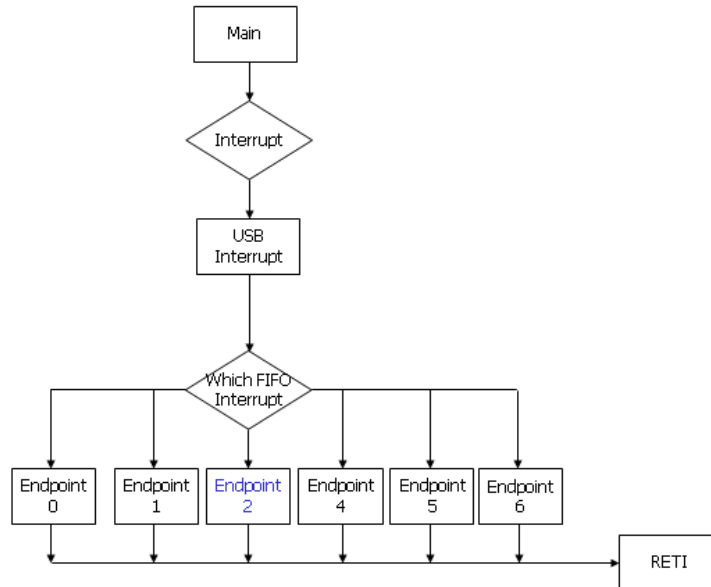 Main
Interrupt
USB
Interrupt
Which FIFO
Interrupt
Endpoint
0
Endpoint
1
Endpoint
2
Endpoint
4
Endpoint
5
Endpoint
6
RETI